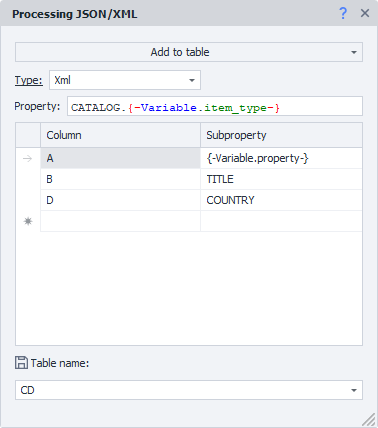 Processing JSON/XML ?
Add to table
Type: Xml
Property: CATALOG.{-Variable.item_type-}
Column Subproperty
A {-Variable.property-}
B TITLE
D COUNTRY
Table name:
CD